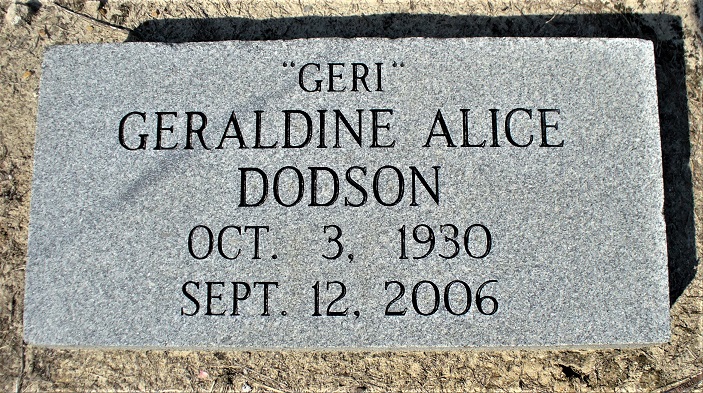 "GERI"
GERALDINE ALICE
DODSON
OCT. 3, 1930
SEPT. 12, 2006